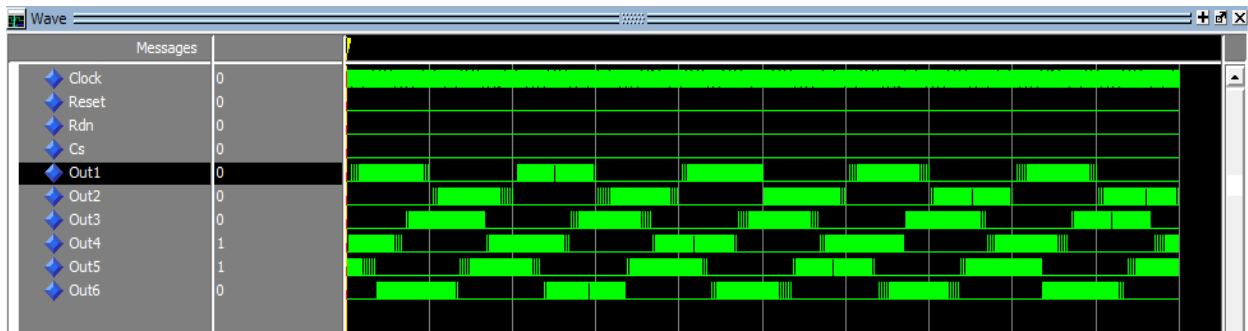 Wave
Messages
Clock 0
Reset 0
Rdn 0
Cs 0
Out1 0
Out2 0
Out3 0
Out4 1
Out5 1
Out6 0